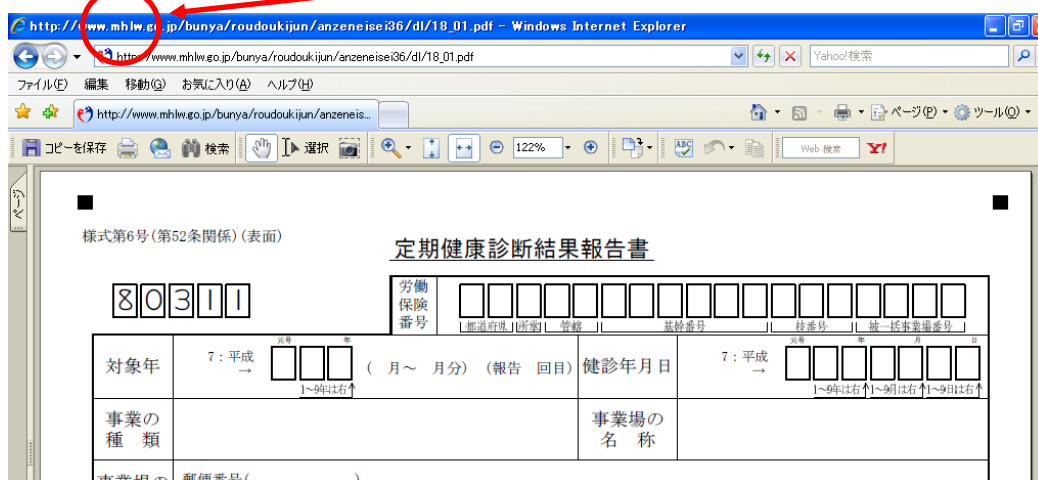 http://www.mhlw.go.jp/bunya/roudoukijun/anzeneisei36/dl/18_01.pdf - Windows Internet Explorer
http://www.mhlw.go.jp/bunya/roudoukijun/anzeneisei36/dl/18_01.pdf
Yahoo!検索
ファイル(F) 編集 移動(G) お気に入り(A) ヘルプ(H)
http://www.mhlw.go.jp/bunya/roudoukijun/anzeneis...
ページ(P) ツール(O)
コピーを保存 検索 選択 122% Web 検索 Y!
ページ
様式第6号(第52条関係)(表面)
定期健康診断結果報告書
80311
労働
保険
番号
都道府県 所掌 管轄 基幹番号 枝番号 被一括事業場番号
対象年 7:平成 → 元号 年 1~9年は右↑ ( 月~ 月分) (報告 回目) 健診年月日 7:平成 → 元号 年 月 日 1~9年は右↑1~9月は右↑1~9日は右↑
事業の
種 類
事業場の
名 称
事業場の 郵便番号( )